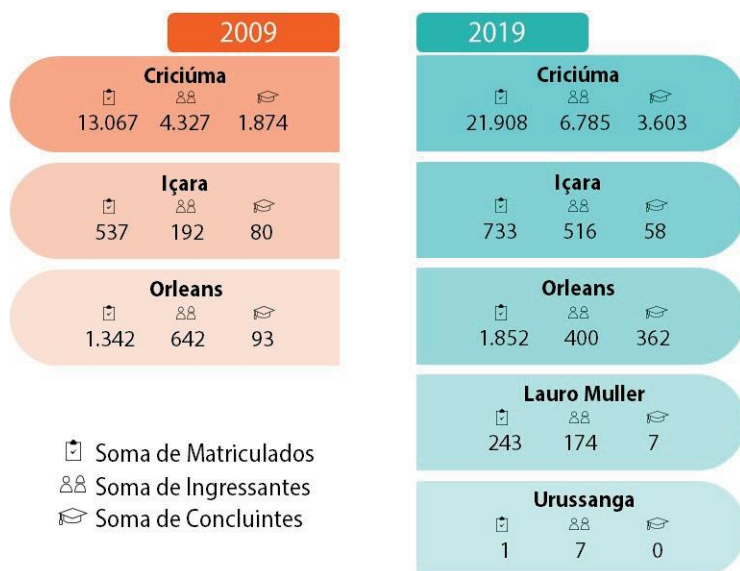 2009
Criciúma
13.067 4.327 1.874
Içara
537 192 80
Orleans
1.342 642 93
Soma de Matriculados
Soma de Ingressantes
Soma de Concluintes
2019
Criciúma
21.908 6.785 3.603
Içara
733 516 58
Orleans
1.852 400 362
Lauro Muller
243 174 7
Urussanga
1 7 0